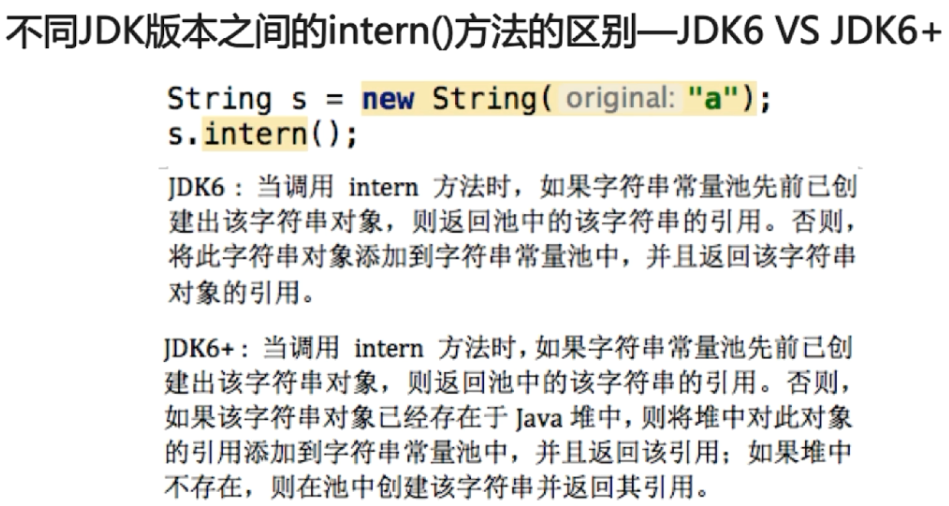 不同JDK版本之间的intern()方法的区别—JDK6 VS JDK6+
String s = new String( original: "a");
s.intern();
JDK6：当调用 intern 方法时，如果字符串常量池先前已创
建出该字符串对象，则返回池中的该字符串的引用。否则，
将此字符串对象添加到字符串常量池中，并且返回该字符串
对象的引用。
JDK6+：当调用 intern 方法时，如果字符串常量池先前已创
建出该字符串对象，则返回池中的该字符串的引用。否则，
如果该字符串对象已经存在于 Java 堆中，则将堆中对此对象
的引用添加到字符串常量池中，并且返回该引用；如果堆中
不存在，则在池中创建该字符串并返回其引用。